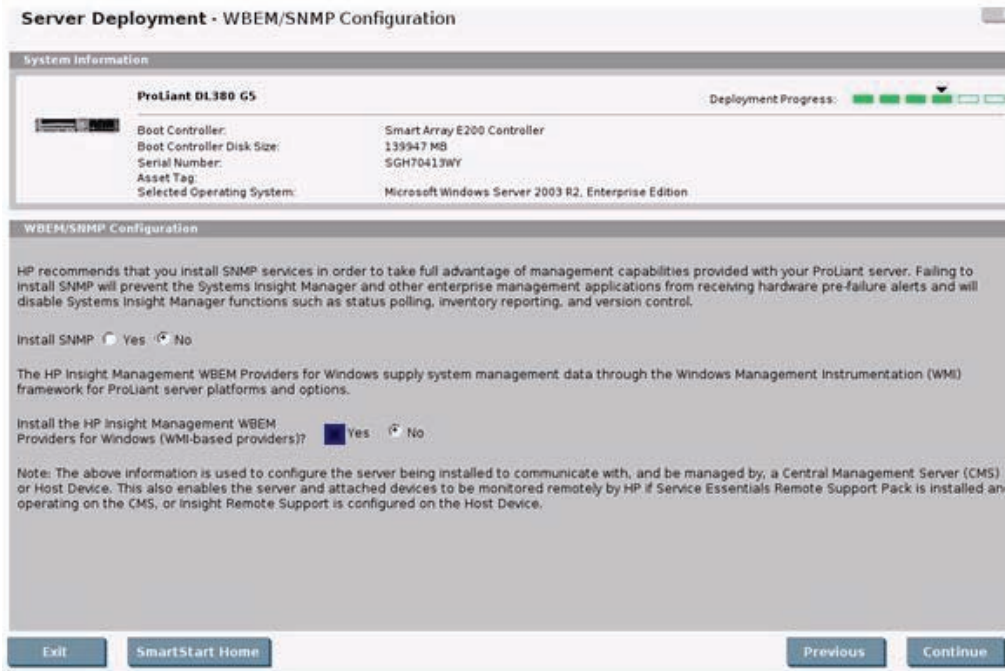 Server Deployment - WBEM/SNMP Configuration
System Information
ProLiant DL380 G5
Deployment Progress:
Boot Controller: Smart Array E200 Controller
Boot Controller Disk Size: 139947 MB
Serial Number: SGH70413WY
Asset Tag:
Selected Operating System: Microsoft Windows Server 2003 R2, Enterprise Edition
WBEM/SNMP Configuration
HP recommends that you install SNMP services in order to take full advantage of management capabilities provided with your ProLiant server. Failing to
install SNMP will prevent the Systems Insight Manager and other enterprise management applications from receiving hardware pre-failure alerts and will
disable Systems Insight Manager functions such as status polling, inventory reporting, and version control.
Install SNMP Yes No
The HP Insight Management WBEM Providers for Windows supply system management data through the Windows Management Instrumentation (WMI)
framework for ProLiant server platforms and options.
Install the HP Insight Management WBEM
Providers for Windows (WMI-based providers)? Yes No
Note: The above information is used to configure the server being installed to communicate with, and be managed by, a Central Management Server (CMS)
or Host Device. This also enables the server and attached devices to be monitored remotely by HP if Service Essentials Remote Support Pack is installed an
operating on the CMS, or Insight Remote Support is configured on the Host Device.
Exit SmartStart Home Previous Continue